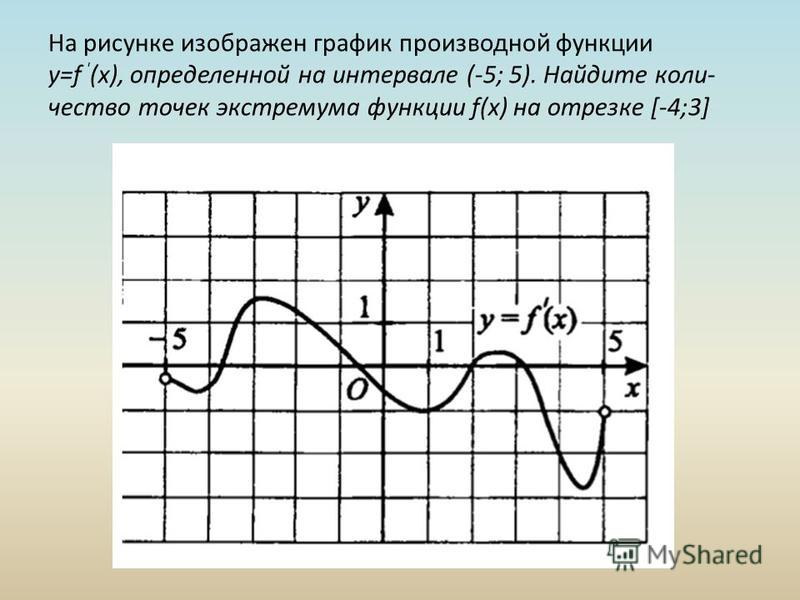 На рисунке изображен график производной функции
y=f ′(x), определенной на интервале (-5; 5). Найдите коли-
чество точек экстремума функции f(x) на отрезке [-4;3]
y
1
y = f′(x)
-5
1
5
O
x
MyShared